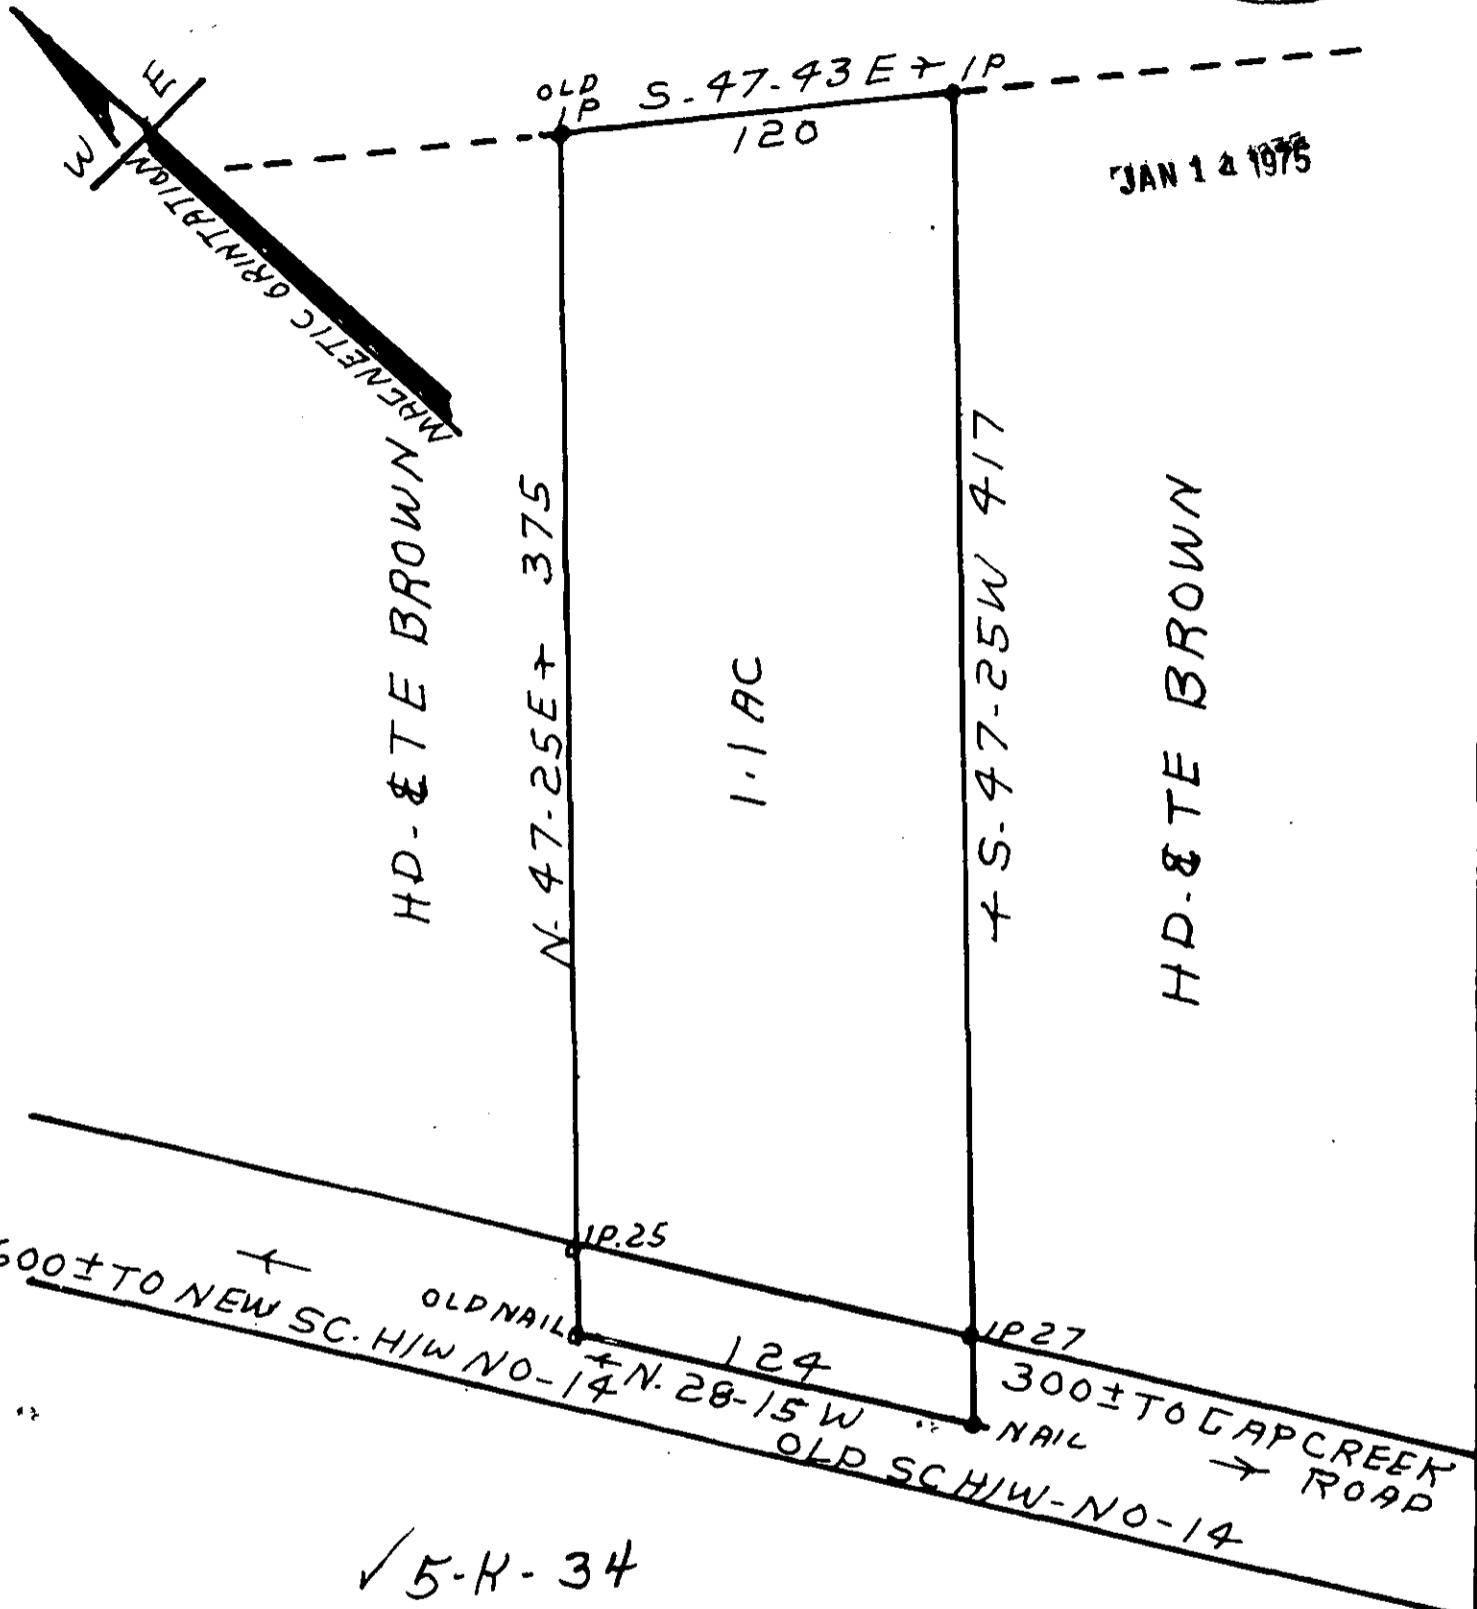 E
W
MAGNETIC ORINTATION
OLD
IP
S-47-43 E + IP
120
JAN 1 4 1975
HD-&TE BROWN
N-47-25E+ 375
1.1 AC
+ S-47-25W 417
HD-&TE BROWN
IP.25
600± TO NEW SC. H/W NO-14
OLD NAIL
124
+N. 28-15 W
IP 27
300± TO GAP CREEK
ROAD
NAIL
OLD SC H/W-NO-14
✓ 5-K-34